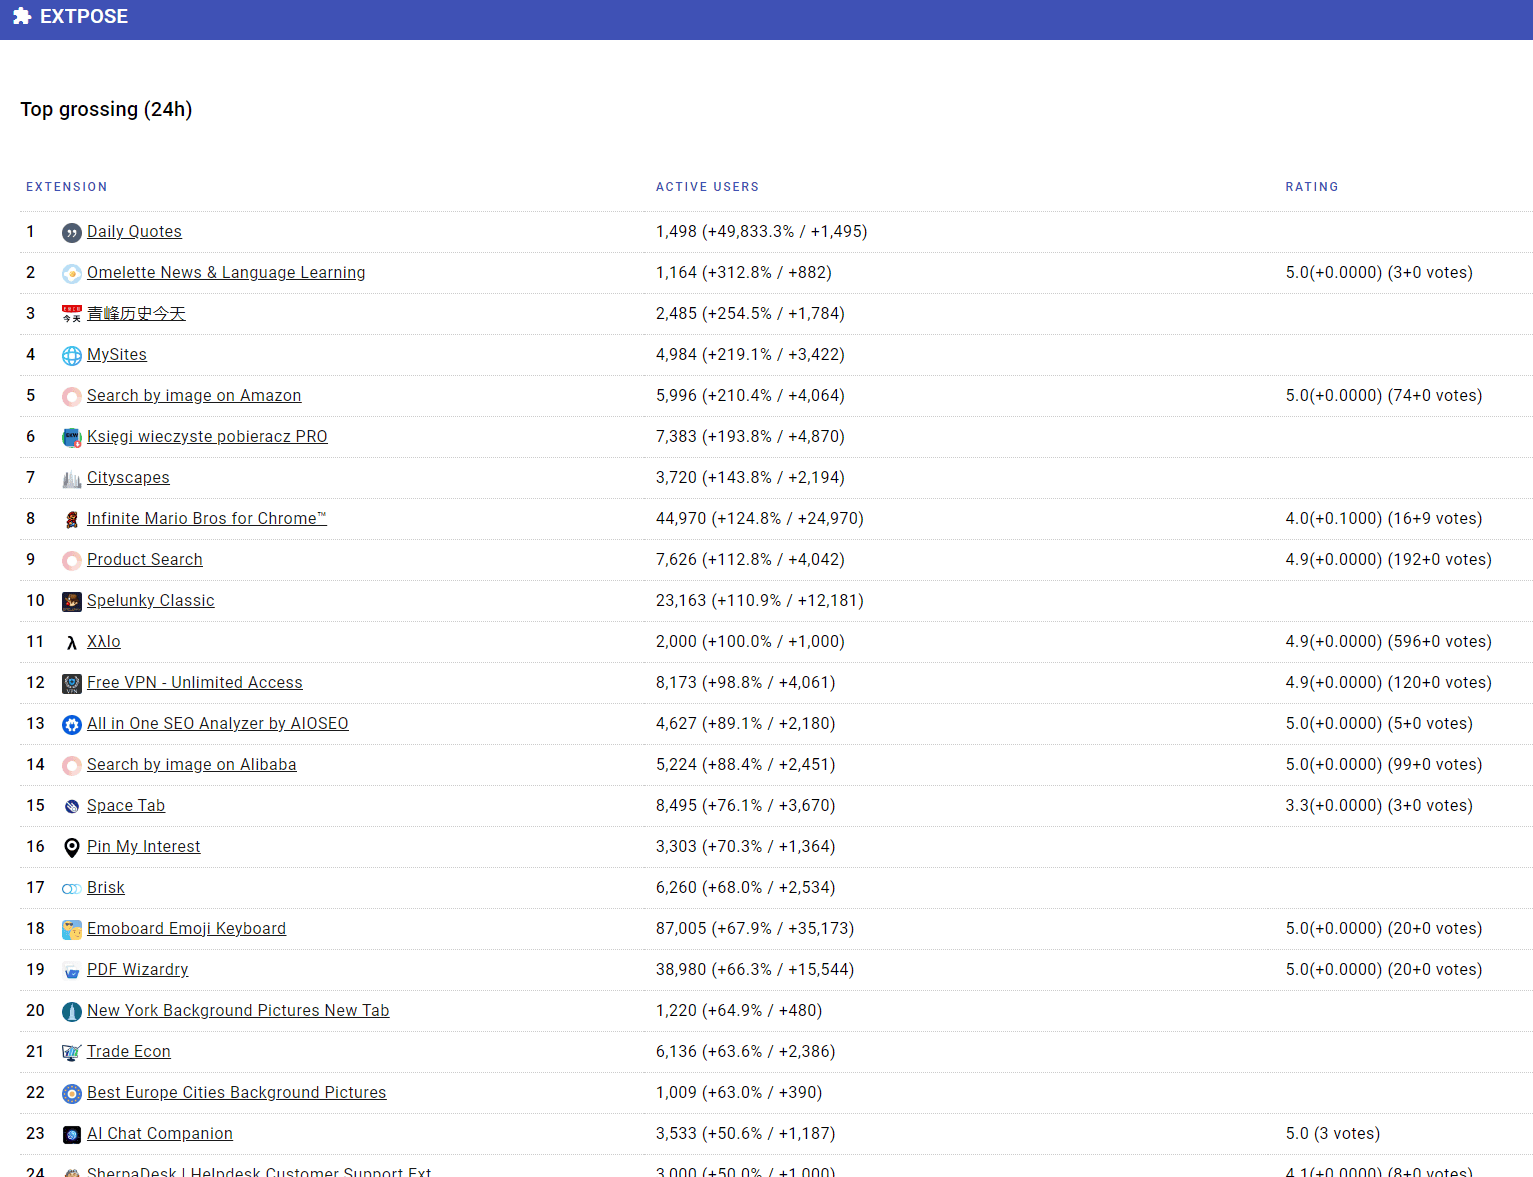 EXTPOSE
Top grossing (24h)
EXTENSION ACTIVE USERS RATING
1 Daily Quotes 1,498 (+49,833.3% / +1,495)
2 Omelette News & Language Learning 1,164 (+312.8% / +882) 5.0(+0.0000) (3+0 votes)
3 青峰历史今天 2,485 (+254.5% / +1,784)
4 MySites 4,984 (+219.1% / +3,422)
5 Search by image on Amazon 5,996 (+210.4% / +4,064) 5.0(+0.0000) (74+0 votes)
6 Księgi wieczyste pobieracz PRO 7,383 (+193.8% / +4,870)
7 Cityscapes 3,720 (+143.8% / +2,194)
8 Infinite Mario Bros for Chrome™ 44,970 (+124.8% / +24,970) 4.0(+0.1000) (16+9 votes)
9 Product Search 7,626 (+112.8% / +4,042) 4.9(+0.0000) (192+0 votes)
10 Spelunky Classic 23,163 (+110.9% / +12,181)
11 XλIo 2,000 (+100.0% / +1,000) 4.9(+0.0000) (596+0 votes)
12 Free VPN - Unlimited Access 8,173 (+98.8% / +4,061) 4.9(+0.0000) (120+0 votes)
13 All in One SEO Analyzer by AIOSEO 4,627 (+89.1% / +2,180) 5.0(+0.0000) (5+0 votes)
14 Search by image on Alibaba 5,224 (+88.4% / +2,451) 5.0(+0.0000) (99+0 votes)
15 Space Tab 8,495 (+76.1% / +3,670) 3.3(+0.0000) (3+0 votes)
16 Pin My Interest 3,303 (+70.3% / +1,364)
17 Brisk 6,260 (+68.0% / +2,534)
18 Emoboard Emoji Keyboard 87,005 (+67.9% / +35,173) 5.0(+0.0000) (20+0 votes)
19 PDF Wizardry 38,980 (+66.3% / +15,544) 5.0(+0.0000) (20+0 votes)
20 New York Background Pictures New Tab 1,220 (+64.9% / +480)
21 Trade Econ 6,136 (+63.6% / +2,386)
22 Best Europe Cities Background Pictures 1,009 (+63.0% / +390)
23 AI Chat Companion 3,533 (+50.6% / +1,187) 5.0 (3 votes)
24 SherpaDesk | Helpdesk Customer Support Ext 3,000 (+50.0% / +1,000) 4.1(+0.0000) (8+0 votes)